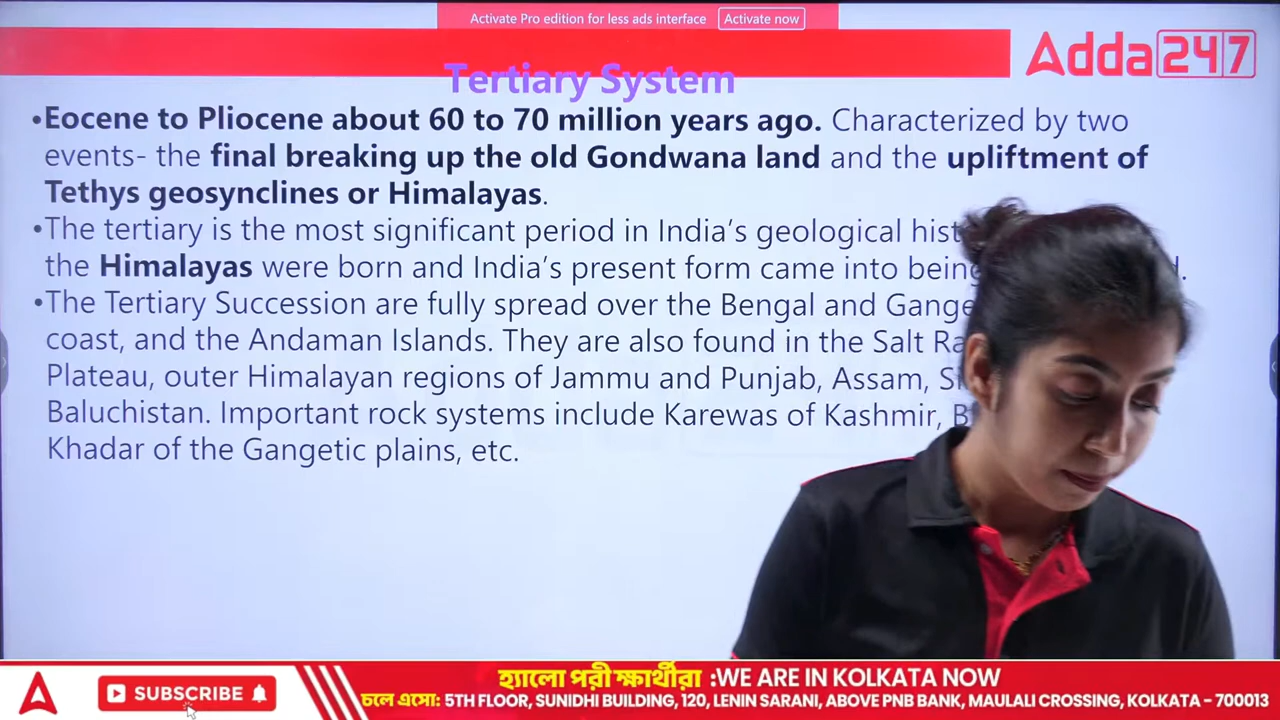 Activate Pro edition for less ads interface Activate now
Adda 247
Tertiary System
•Eocene to Pliocene about 60 to 70 million years ago. Characterized by two
events- the final breaking up the old Gondwana land and the upliftment of
Tethys geosynclines or Himalayas.
•The tertiary is the most significant period in India's geological
the Himalayas were born and India's present form came into
•The Tertiary Succession are fully spread over the Bengal and
coast, and the Andaman Islands. They are also found in the Salt
Plateau, outer Himalayan regions of Jammu and Punjab, Assam,
Baluchistan. Important rock systems include Karewas of Kashmir,
Khadar of the Gangetic plains, etc.
SUBSCRIBE
হ্যালো পরীক্ষার্থীরা :WE ARE IN KOLKATA NOW
চলে এসো: 5TH FLOOR, SUNIDHI BUILDING, 120, LENIN SARANI, ABOVE PNB BANK, MAULALI CROSSING, KOLKATA - 700013